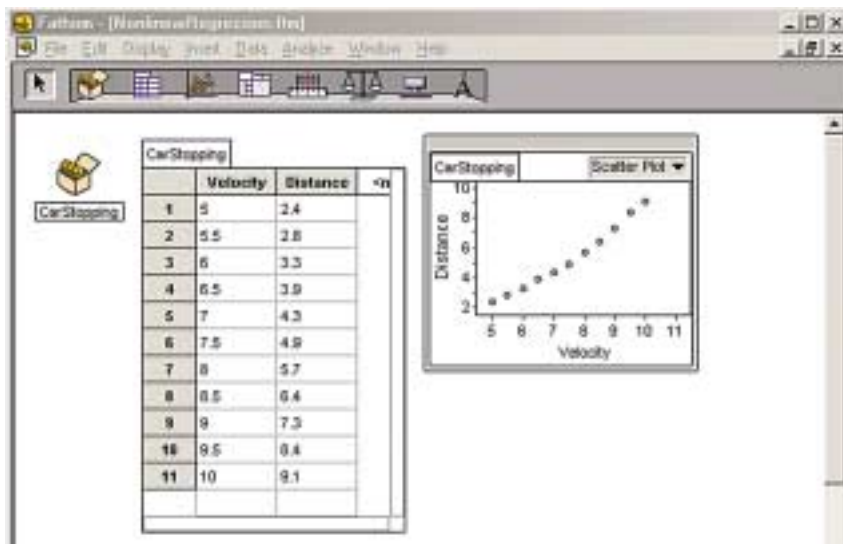 Fathom - [NonlinearRegression.ftm]
File Edit Display Insert Data Analyze Window Help
CarStopping
CarStopping
Velocity Distance <n
1 5 2.4
2 5.5 2.8
3 6 3.3
4 6.5 3.9
5 7 4.3
6 7.5 4.9
7 8 5.7
8 8.5 6.4
9 9 7.3
10 9.5 8.4
11 10 9.1
CarStopping Scatter Plot
10
8
6
4
2
Distance
5 6 7 8 9 10 11
Velocity